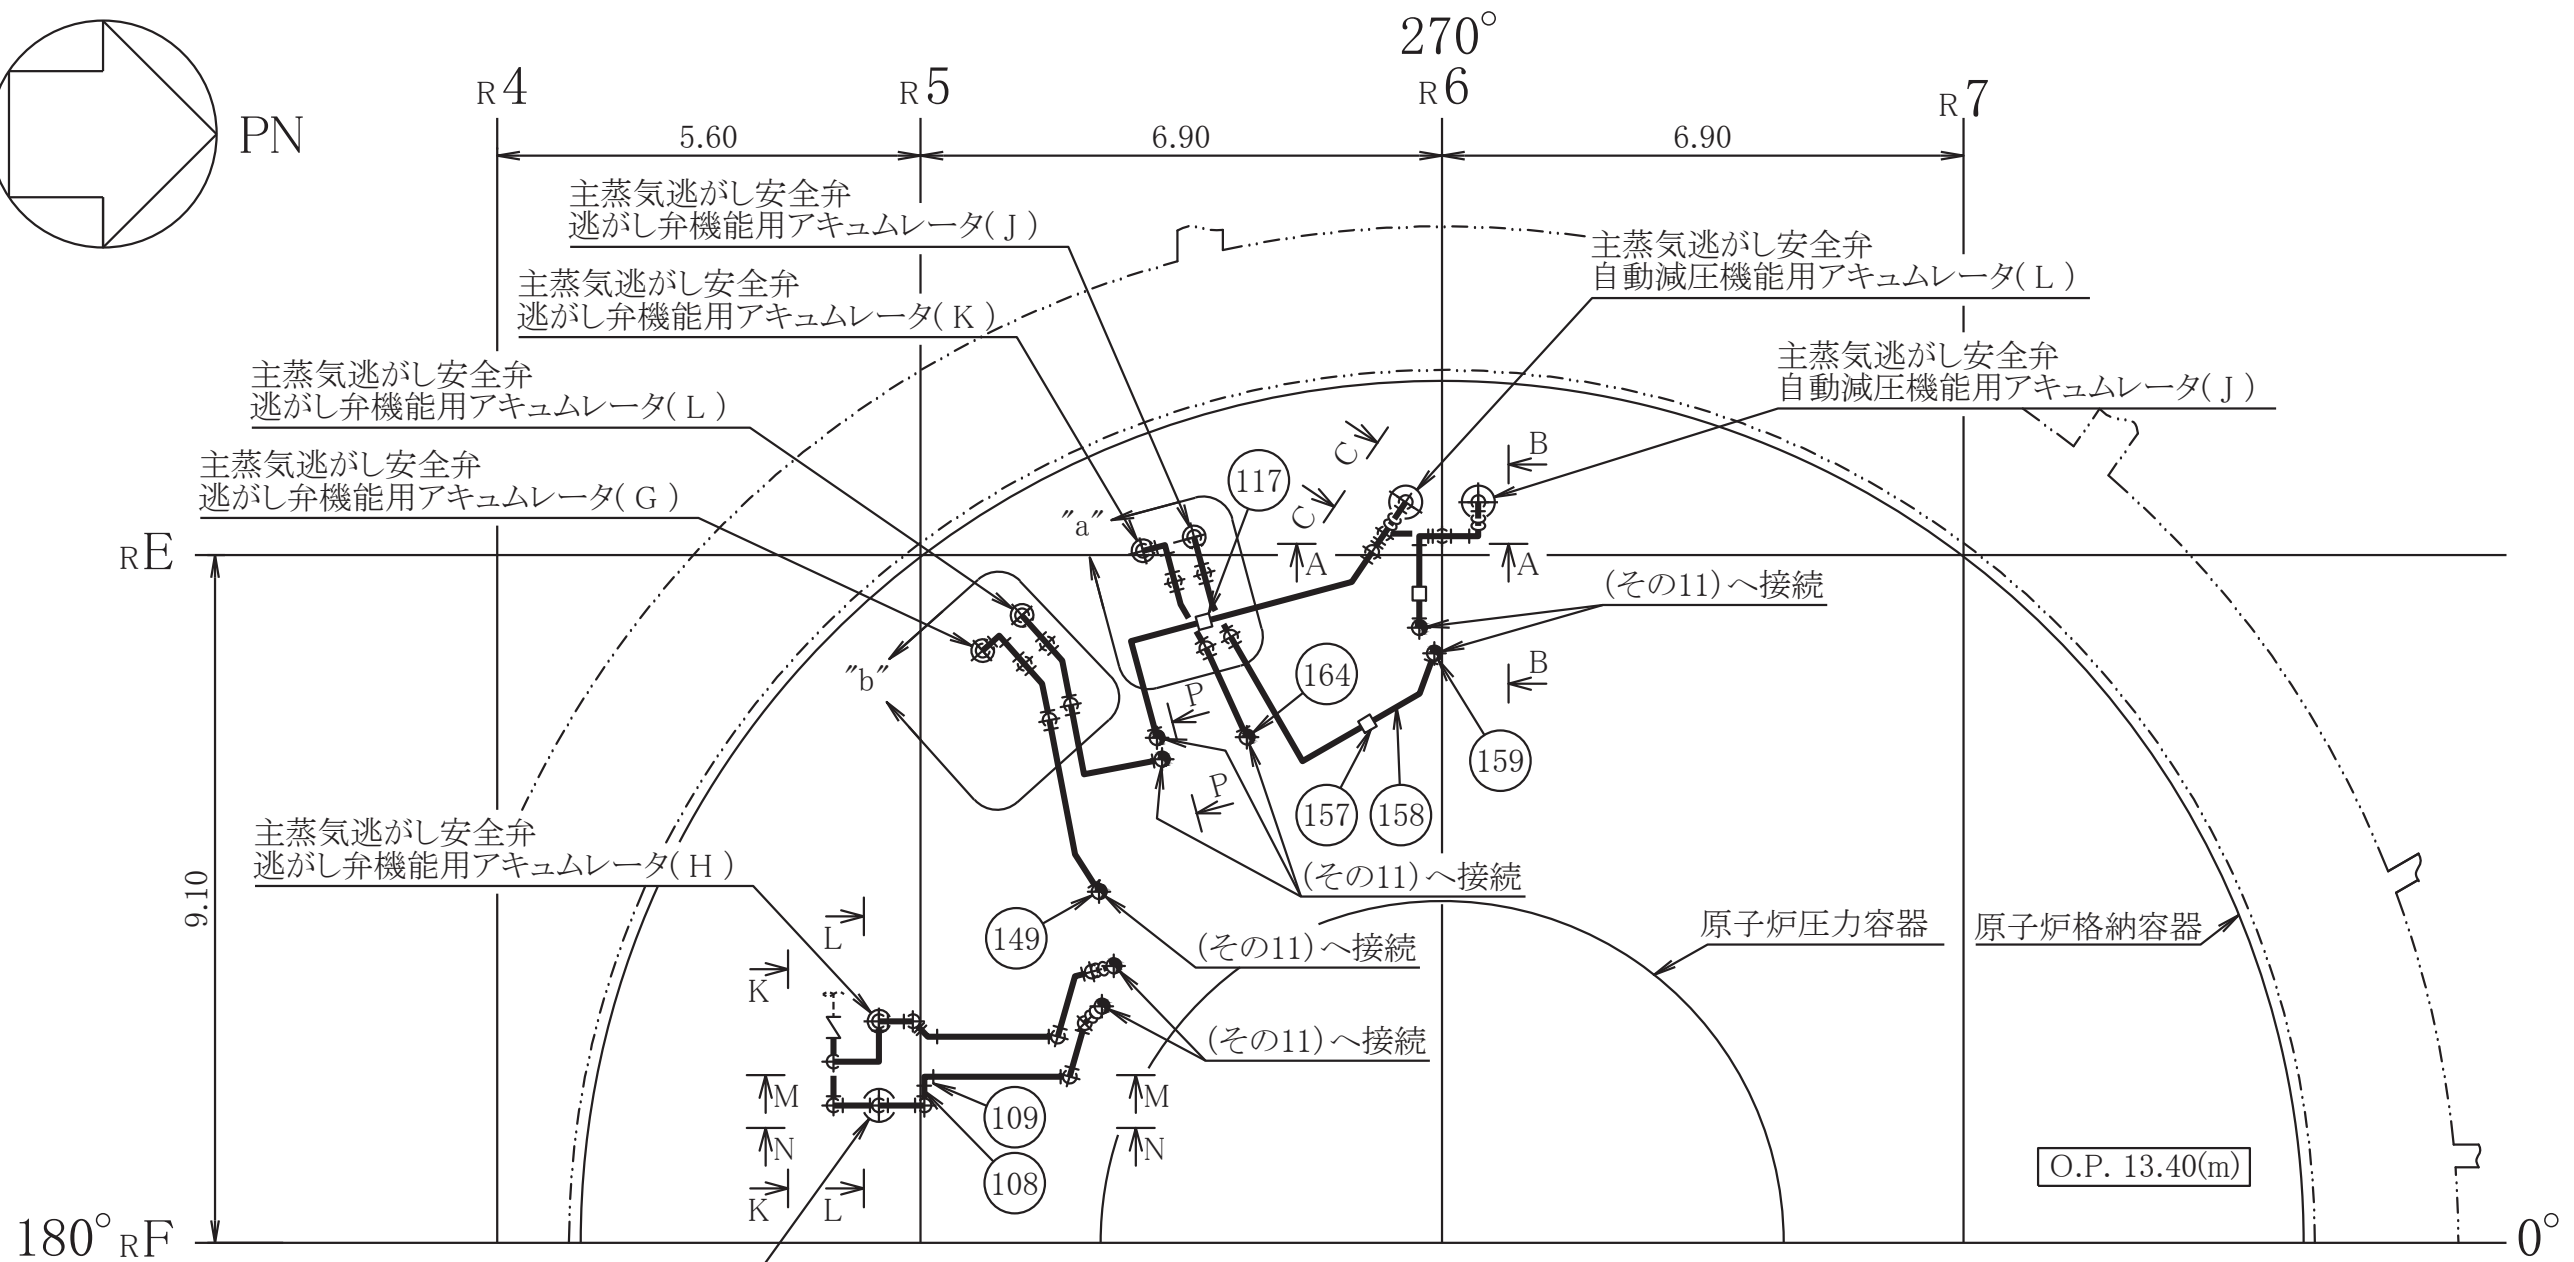 270°
R4
R5
R6
R7
PN
5.60
6.90
6.90
主蒸気逃がし安全弁
逃がし弁機能用アキュムレータ(J)
主蒸気逃がし安全弁
自動減圧機能用アキュムレータ(L)
主蒸気逃がし安全弁
逃がし弁機能用アキュムレータ(K)
主蒸気逃がし安全弁
自動減圧機能用アキュムレータ(J)
主蒸気逃がし安全弁
逃がし弁機能用アキュムレータ(L)
主蒸気逃がし安全弁
逃がし弁機能用アキュムレータ(G)
C
B
117
C
"a"
RE
A
A
(その11)へ接続
"b"
164
B
P
159
P
157
158
主蒸気逃がし安全弁
逃がし弁機能用アキュムレータ(H)
9.10
(その11)へ接続
149
L
(その11)へ接続
原子炉圧力容器
原子炉格納容器
K
(その11)へ接続
M
109
M
N
N
108
O.P. 13.40(m)
K
L
180°
RF
0°